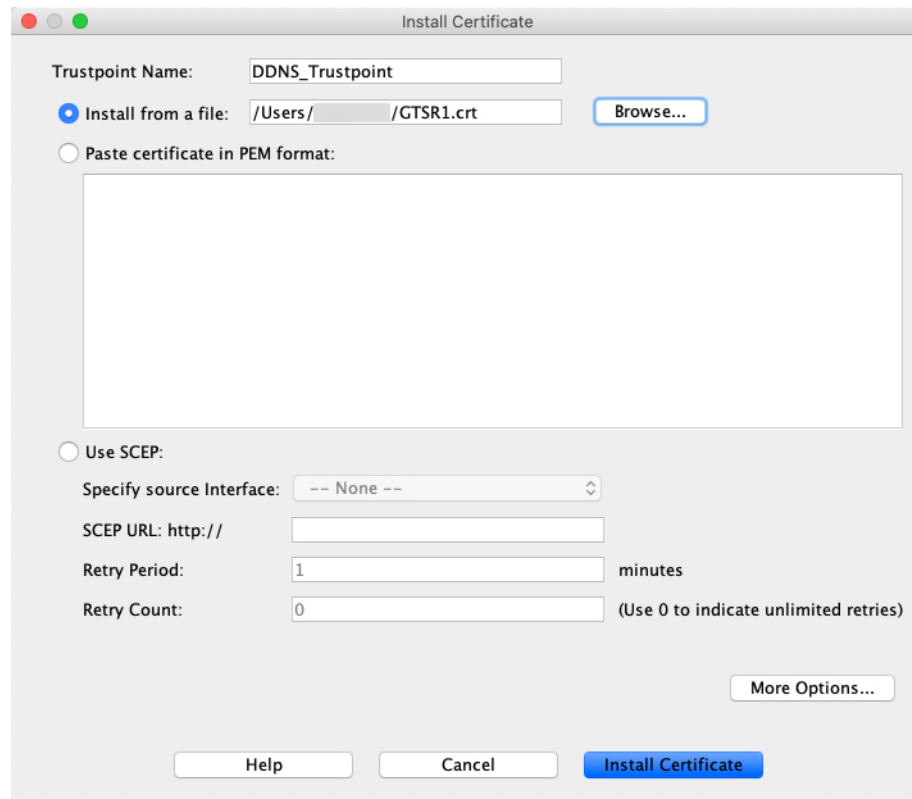 Install Certificate
Trustpoint Name: DDNS_Trustpoint
Install from a file: /Users/ /GTSR1.crt Browse...
Paste certificate in PEM format:
Use SCEP:
Specify source Interface: -- None --
SCEP URL: http://
Retry Period: 1 minutes
Retry Count: 0 (Use 0 to indicate unlimited retries)
More Options...
Help Cancel Install Certificate